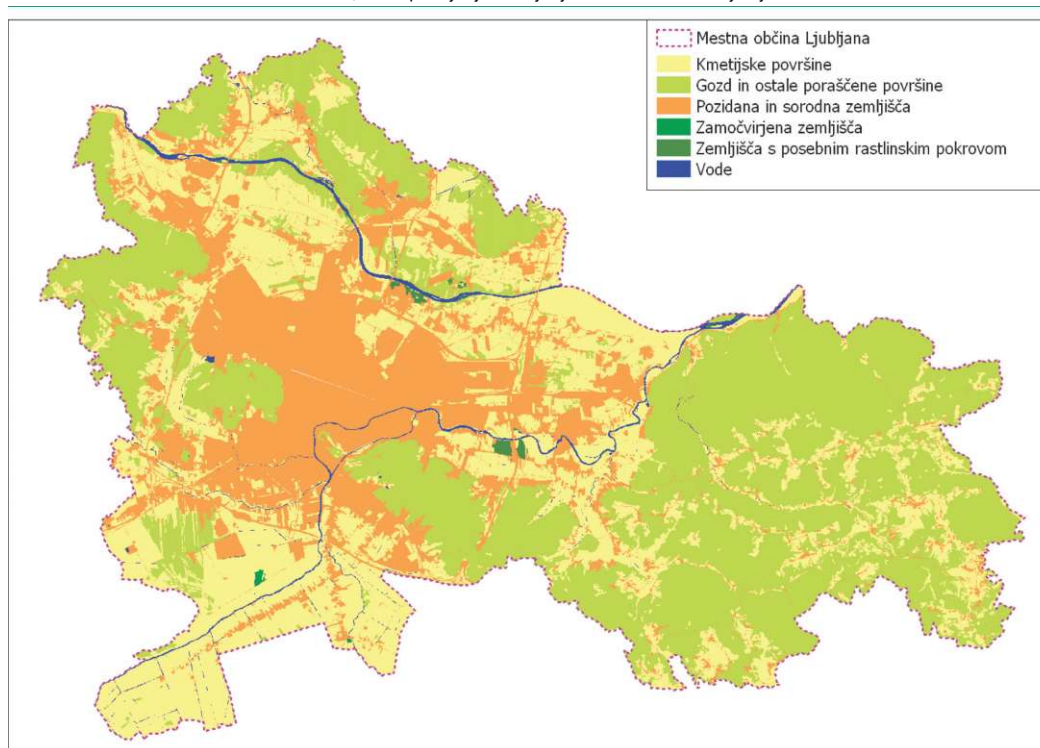 Mestna občina Ljubljana
Kmetijske površine
Gozd in ostale poraščene površine
Pozidana in sorodna zemljišča
Zamočvirjena zemljišča
Zemljišča s posebnim rastlinskim pokrovom
Vode